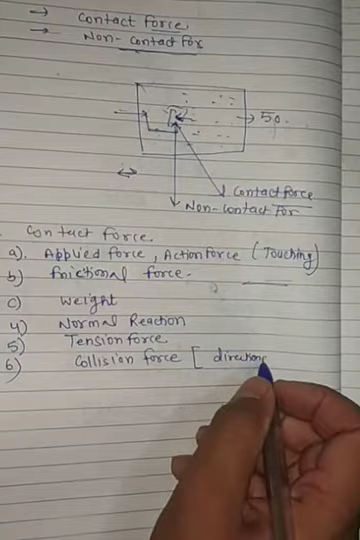 → Contact force.
→ Non-contact for
→ 50.
Contact force
Non-Contact For
Contact force.
a). Applied force, Action force (Touching)
b) frictional force.
c) Weight
4) Normal Reaction
5) Tension force.
6) Collision force [ direction